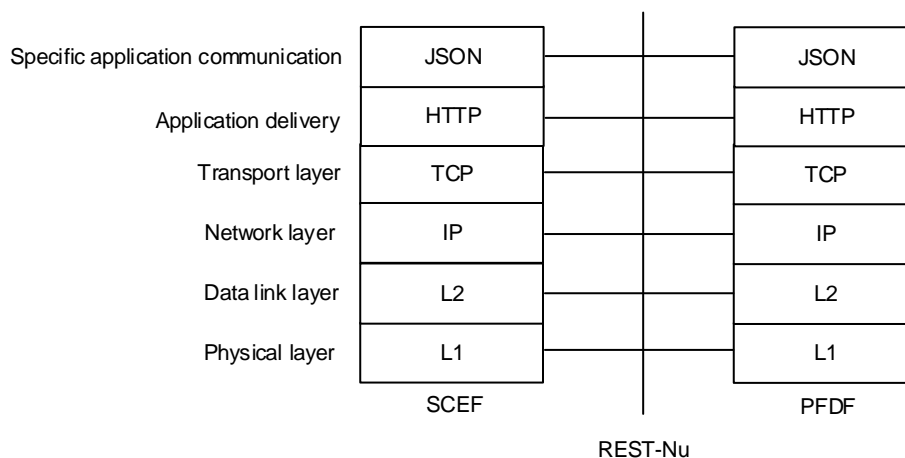 Specific application communication JSON JSON
Application delivery HTTP HTTP
Transport layer TCP TCP
Network layer IP IP
Data link layer L2 L2
Physical layer L1 L1
SCEF PFDF
REST-Nu